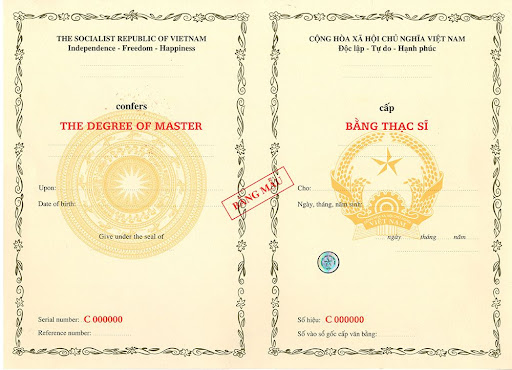 THE SOCIALIST REPUBLIC OF VIETNAM
Independence - Freedom - Happiness
confers
THE DEGREE OF MASTER
Upon:
Date of birth:
Give under the seal of
Serial number: C 000000
Reference number:
BẰNG MẪU
CỘNG HÒA XÃ HỘI CHỦ NGHĨA VIỆT NAM
Độc lập - Tự do - Hạnh phúc
cấp
BẰNG THẠC SĨ
Cho:
Ngày, tháng, năm sinh:
ngày tháng năm
Số hiệu: C 000000
Số vào sổ gốc cấp văn bằng: